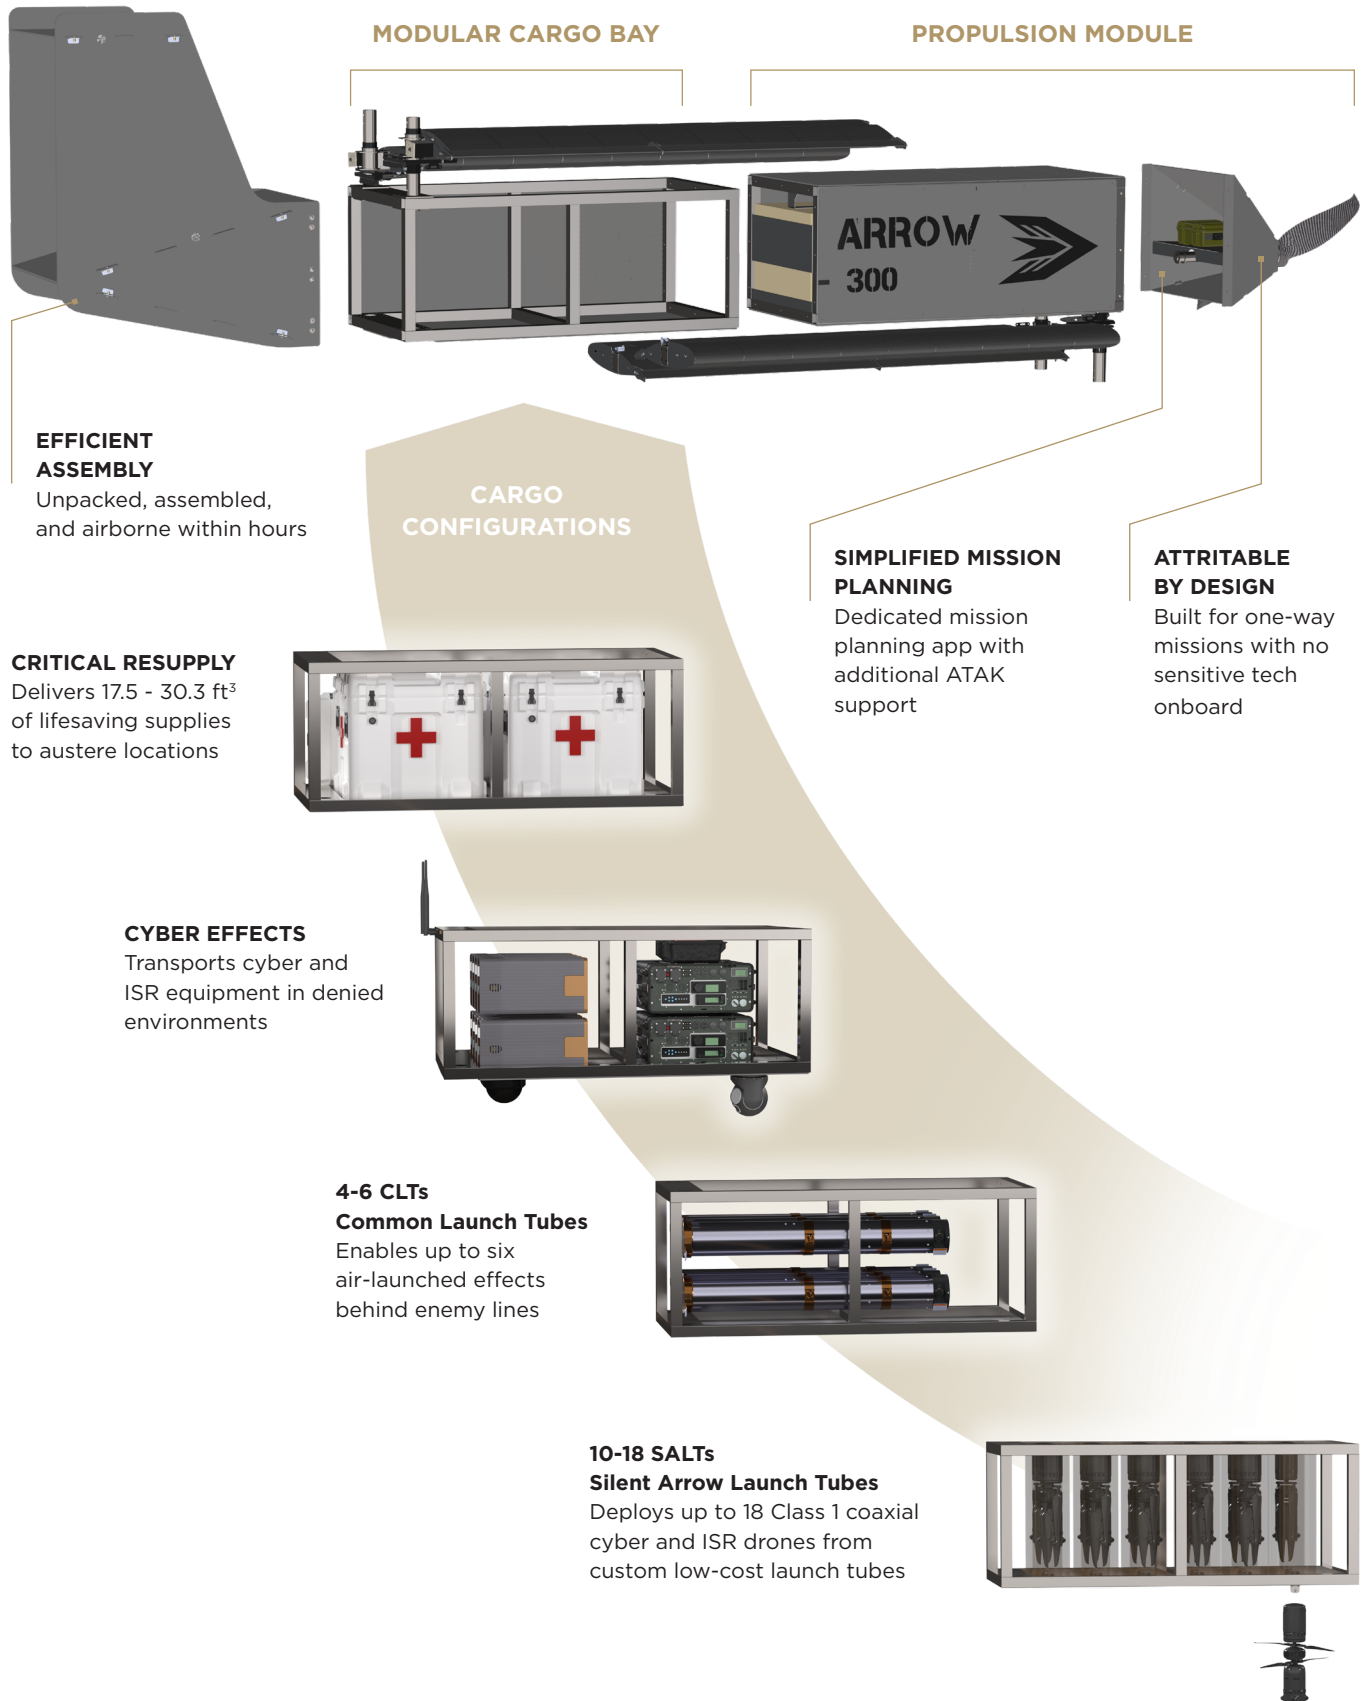 MODULAR CARGO BAY
PROPULSION MODULE
ARROW
300
EFFICIENT
ASSEMBLY
Unpacked, assembled,
and airborne within hours
CARGO
CONFIGURATIONS
SIMPLIFIED MISSION
PLANNING
Dedicated mission
planning app with
additional ATAK
support
ATTRITABLE
BY DESIGN
Built for one-way
missions with no
sensitive tech
onboard
CRITICAL RESUPPLY
Delivers 17.5 - 30.3 ft³
of lifesaving supplies
to austere locations
CYBER EFFECTS
Transports cyber and
ISR equipment in denied
environments
4-6 CLTs
Common Launch Tubes
Enables up to six
air-launched effects
behind enemy lines
10-18 SALTs
Silent Arrow Launch Tubes
Deploys up to 18 Class 1 coaxial
cyber and ISR drones from
custom low-cost launch tubes